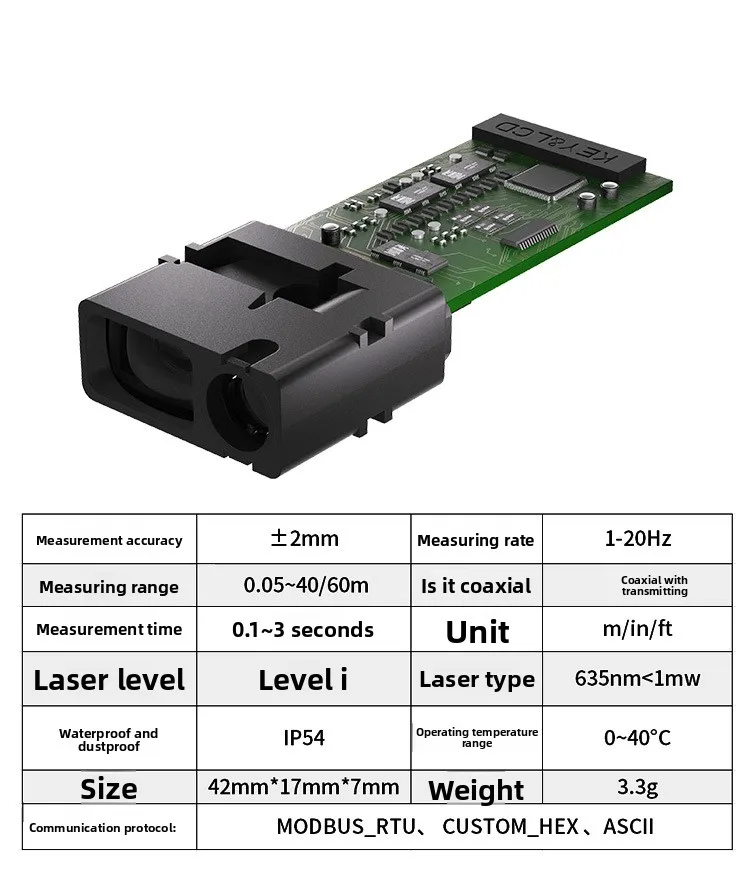 KEY&LCD
Measurement accuracy
±2mm
Measuring rate
1-20Hz
Measuring range
0.05~40/60m
Is it coaxial
Coaxial with
transmitting
Measurement time
0.1~3 seconds
Unit
m/in/ft
Laser level
Level i
Laser type
635nm<1mw
Waterproof and
dustproof
IP54
Operating temperature
range
0~40°C
Size
42mm*17mm*7mm
Weight
3.3g
Communication protocol:
MODBUS_RTU、CUSTOM_HEX、ASCII